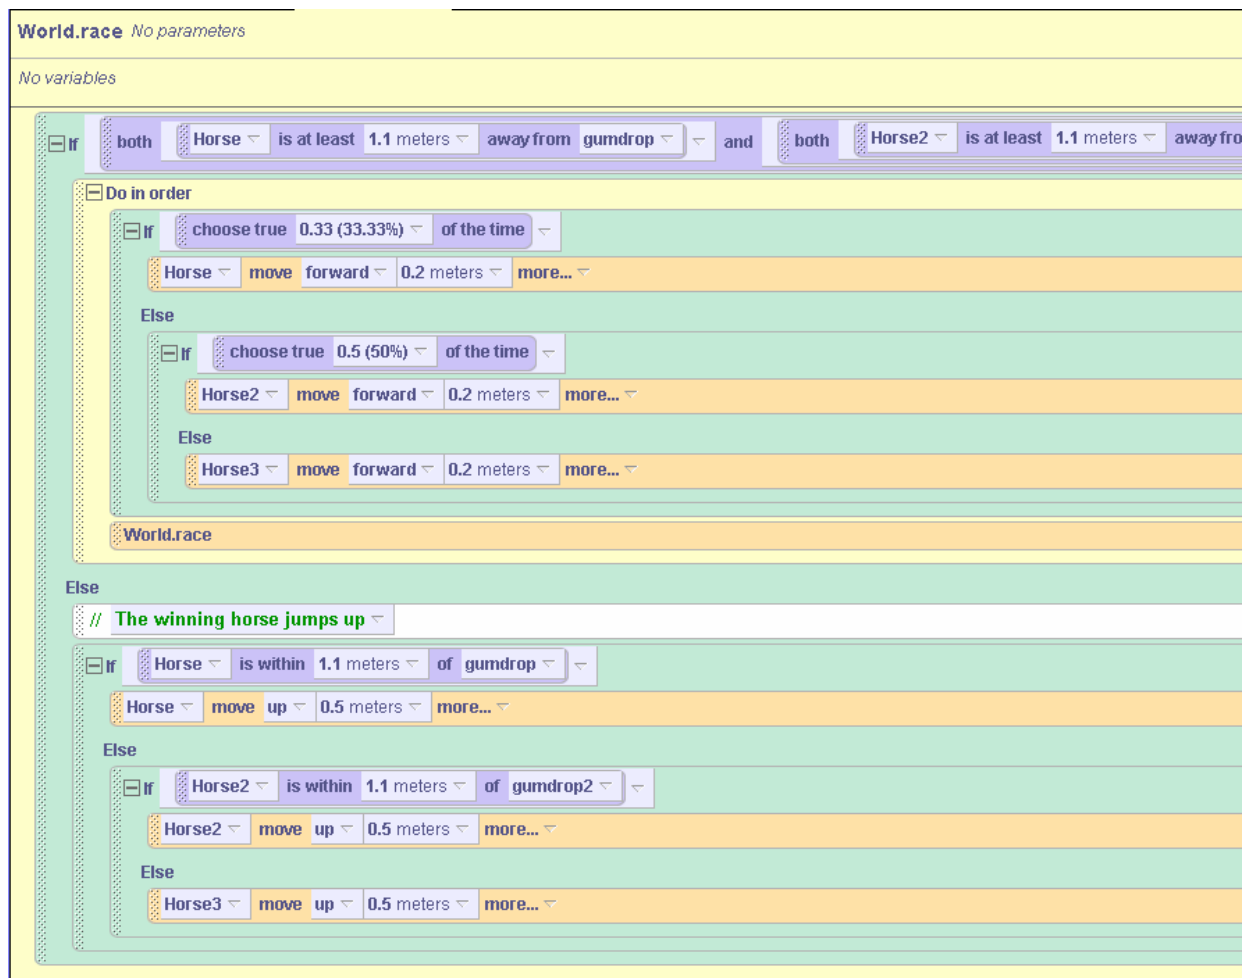 World.race No parameters
No variables
If both Horse is at least 1.1 meters away from gumdrop and both Horse2 is at least 1.1 meters away fro
Do in order
If choose true 0.33 (33.33%) of the time
Horse move forward 0.2 meters more...
Else
If choose true 0.5 (50%) of the time
Horse2 move forward 0.2 meters more...
Else
Horse3 move forward 0.2 meters more...
World.race
Else
// The winning horse jumps up
If Horse is within 1.1 meters of gumdrop
Horse move up 0.5 meters more...
Else
If Horse2 is within 1.1 meters of gumdrop2
Horse2 move up 0.5 meters more...
Else
Horse3 move up 0.5 meters more...